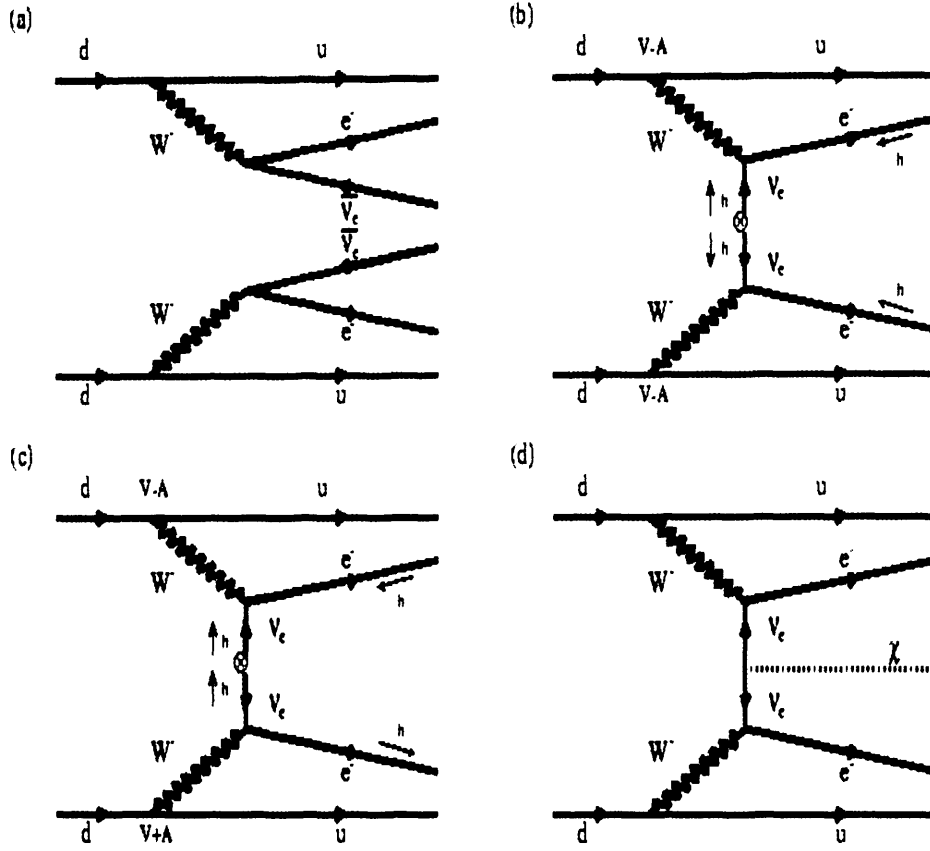 (a)
d u
W⁻ e⁻
ν̅e
ν̅e
W⁻ e⁻
d u
(b)
d V-A u
W⁻ e⁻
h
h νe
h νe
h
W⁻ e⁻
d V-A u
(c)
d V-A u
W⁻ e⁻
h
h νe
h νe
h
W⁻ e⁻
d V+A u
(d)
d u
W⁻ e⁻
νe
χ
νe
W⁻ e⁻
d u